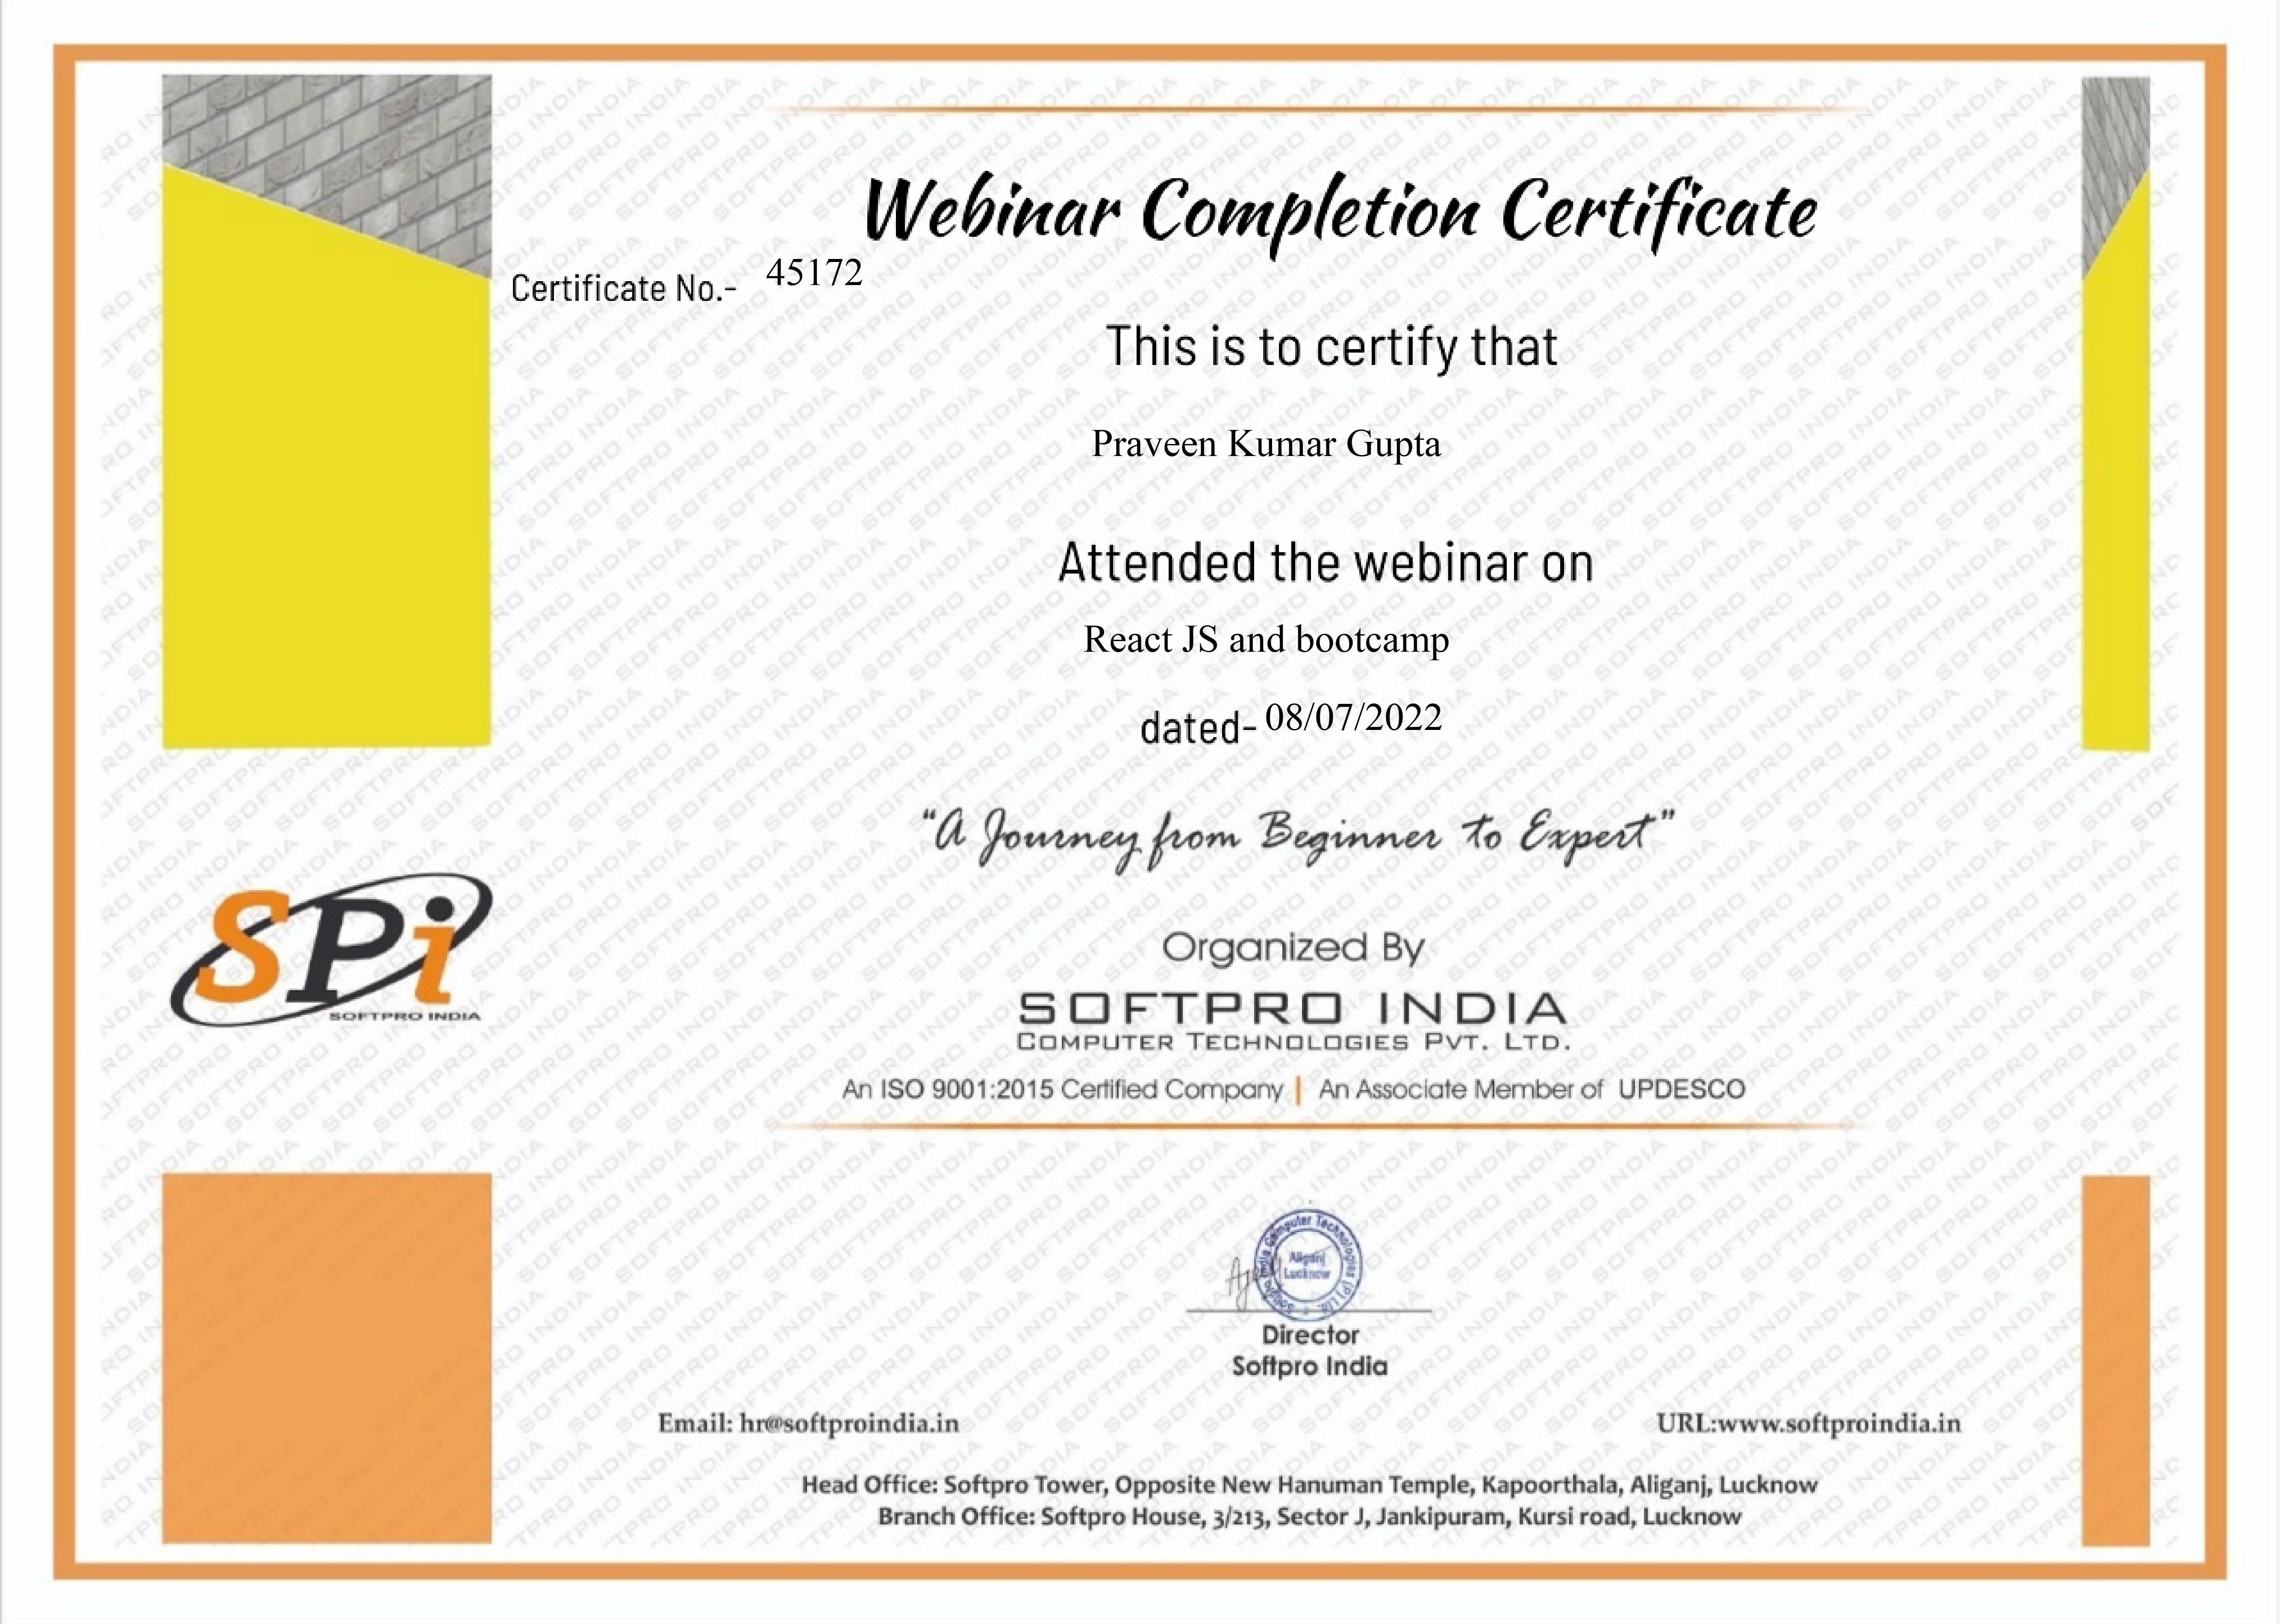 Webinar Completion Certificate
Certificate No.- 45172
This is to certify that
Praveen Kumar Gupta
Attended the webinar on
React JS and bootcamp
dated- 08/07/2022
“A Journey from Beginner to Expert”
SPi
SOFTPRO INDIA
Organized By
SOFTPRO INDIA
COMPUTER TECHNOLOGIES PVT. LTD.
An ISO 9001:2015 Certified Company | An Associate Member of UPDESCO
Softpro India Computer Technologies (P) Ltd.
Aliganj
Lucknow
Director
Softpro India
Email: hr@softproindia.in
URL:www.softproindia.in
Head Office: Softpro Tower, Opposite New Hanuman Temple, Kapoorthala, Aliganj, Lucknow
Branch Office: Softpro House, 3/213, Sector J, Jankipuram, Kursi road, Lucknow